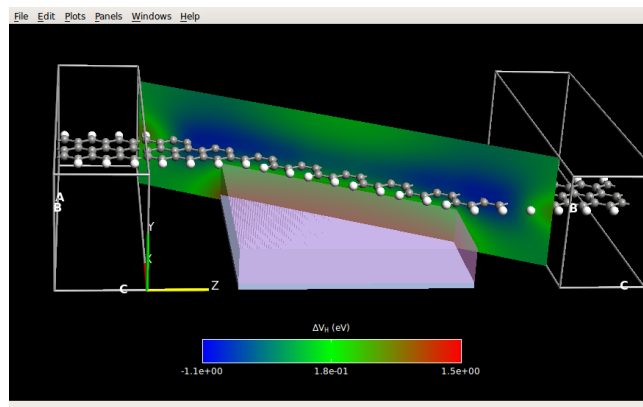 File Edit Plots Panels Windows Help
A
B
Y
X
C
Z
B
C
ΔV_H (eV)
-1.1e+00 1.8e-01 1.5e+00